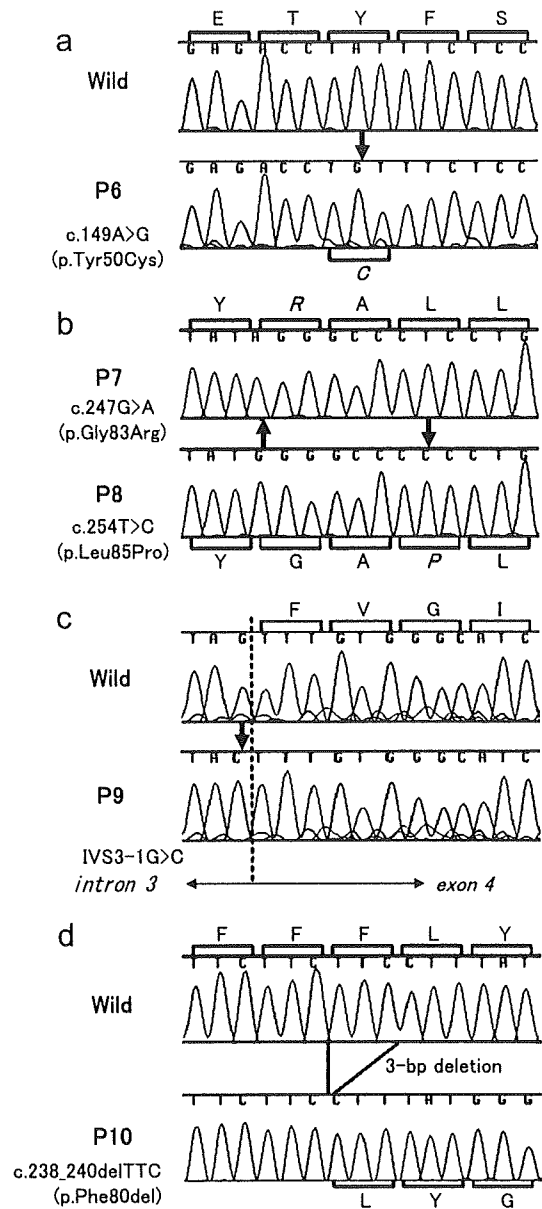 a
E T Y F S
G A G A C C T A T T T C T C C
Wild
G A G A C C T G T T T C T C C
P6
c.149A>G
(p.Tyr50Cys)
C
b
Y R A L L
T A T A G G G C C C T C C T G
P7
c.247G>A
(p.Gly83Arg)
T A T G G G G C C C C C C T G
P8
c.254T>C
(p.Leu85Pro)
Y G A P L
c
F V G I
T A G T T T G T G G G C A T C
Wild
T A C T T T G T G G G C A T C
P9
IVS3-1G>C
intron 3 exon 4
d
F F F L Y
T T C T T C T T C C T T T A T
Wild
3-bp deletion
T T C T T C C T T T A T G G G
P10
c.238_240delTTC
(p.Phe80del)
L Y G